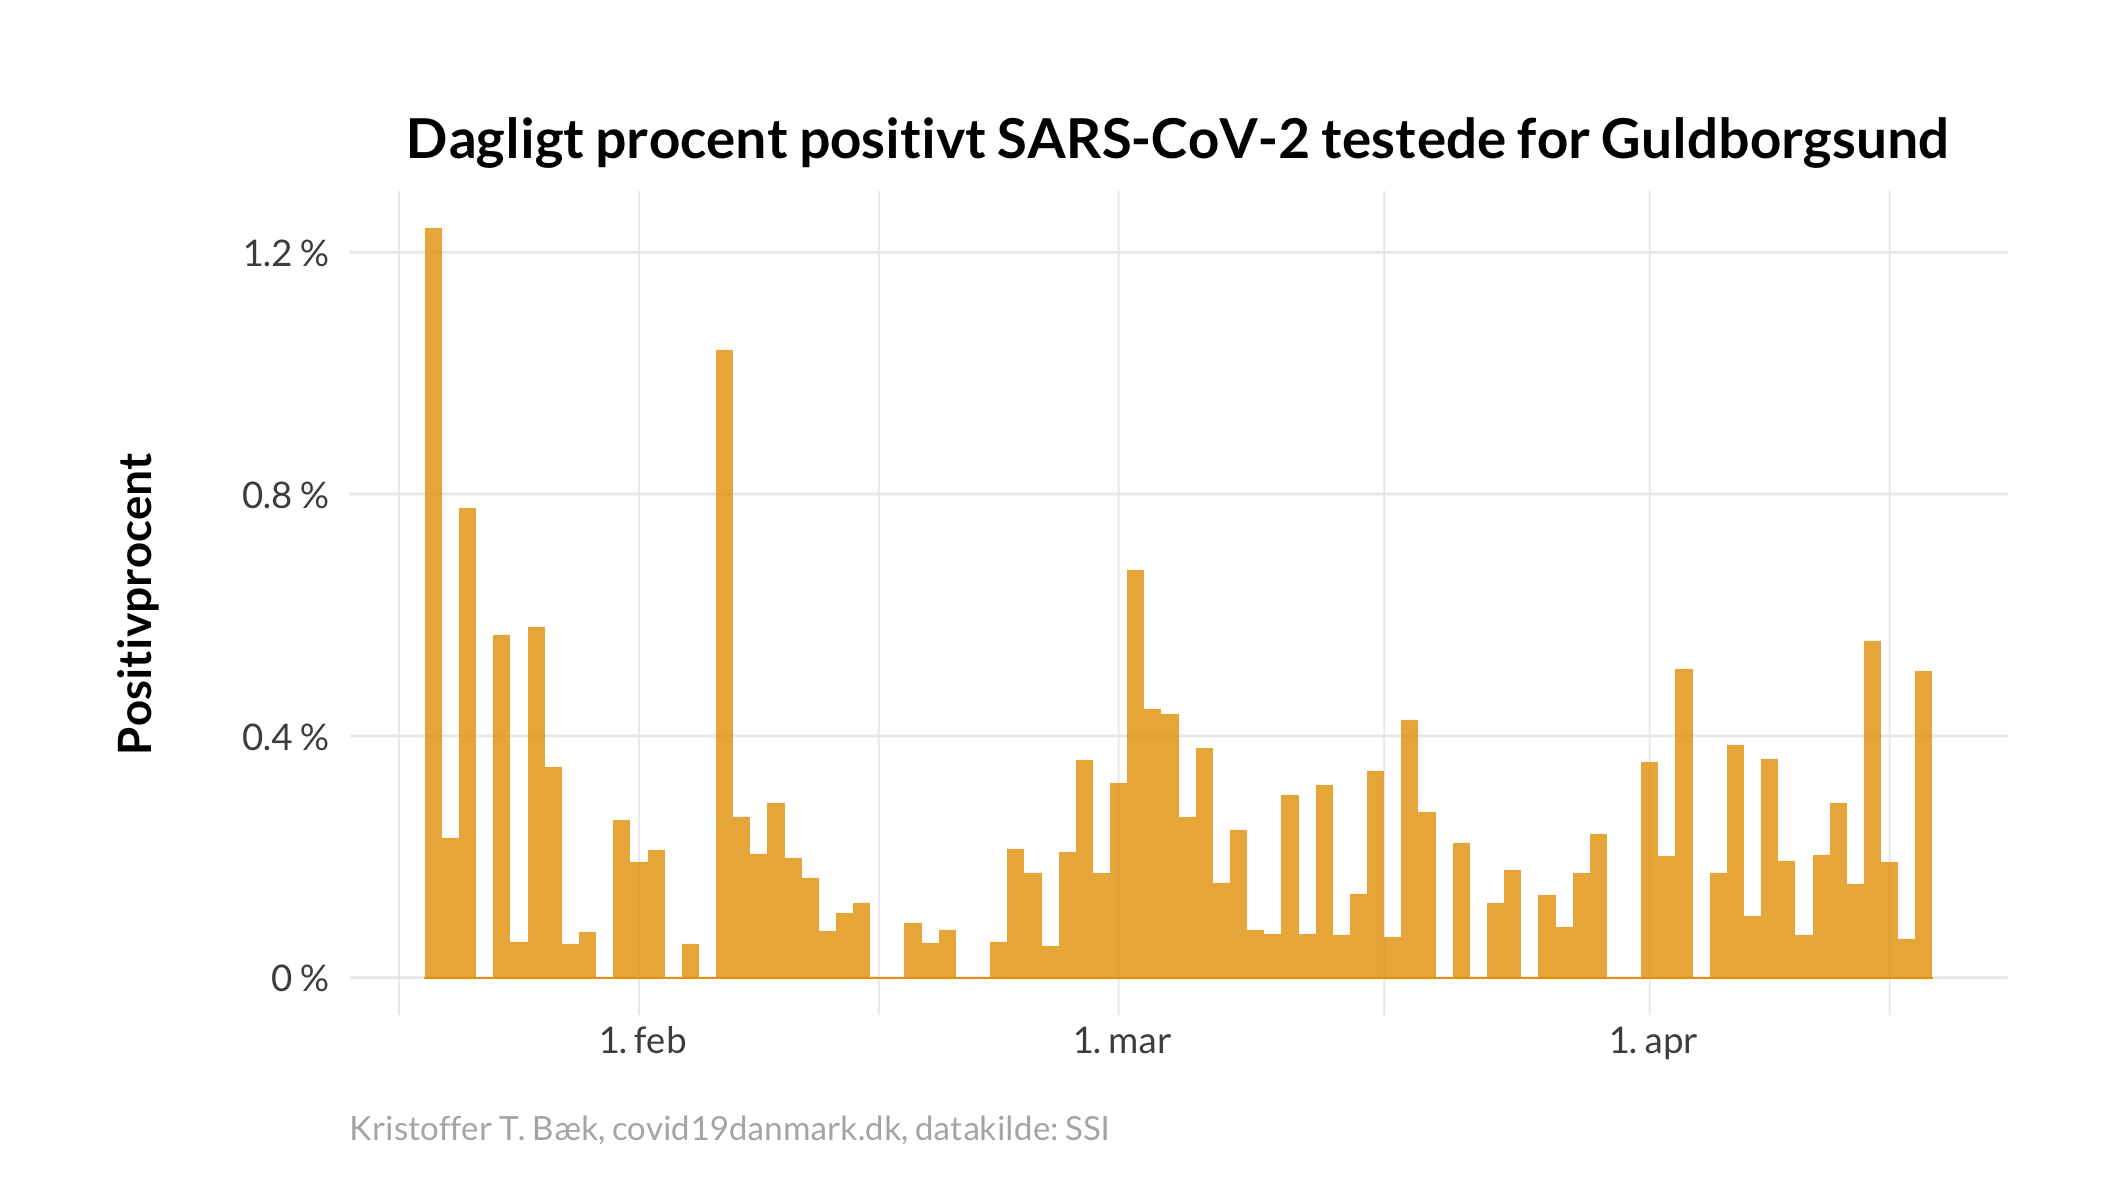 Dagligt procent positivt SARS-CoV-2 testede for Guldborgsund
Positivprocent
1.2 %
0.8 %
0.4 %
0 %
1. feb
1. mar
1. apr
Kristoffer T. Bæk, covid19danmark.dk, datakilde: SSI